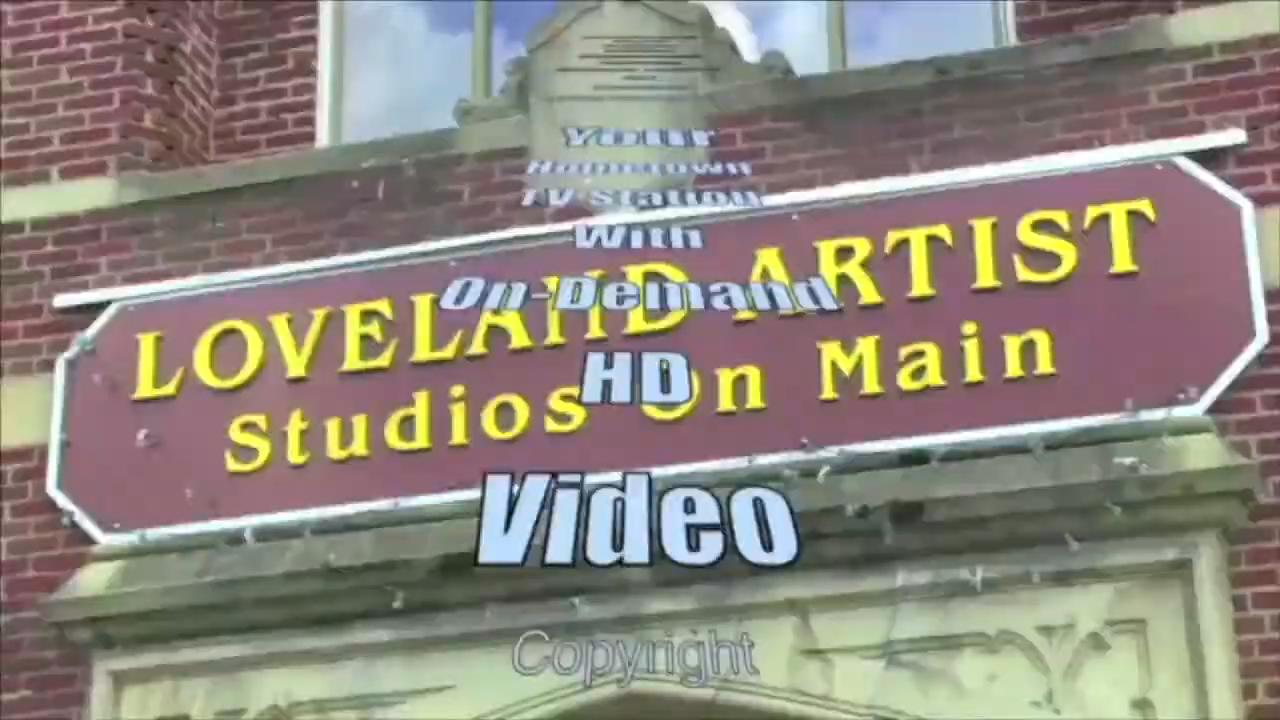 Your
Hometown
TV Station
With
On-Demand
HD
Video
LOVELAND ARTIST
Studios On Main
Copyright